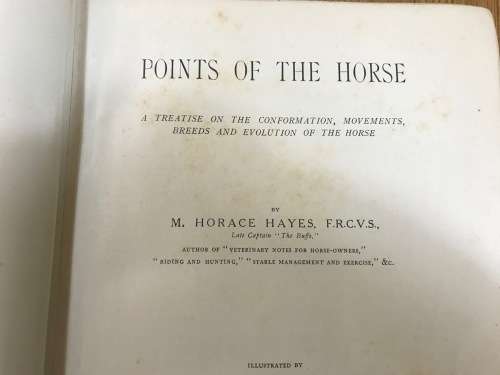 POINTS OF THE HORSE
A TREATISE ON THE CONFORMATION, MOVEMENTS,
BREEDS AND EVOLUTION OF THE HORSE
BY
M. HORACE HAYES, F.R.C.V.S.,
Late Captain "The Buffs."
AUTHOR OF "VETERINARY NOTES FOR HORSE-OWNERS,"
"RIDING AND HUNTING," "STABLE MANAGEMENT AND EXERCISE," &C.
ILLUSTRATED BY